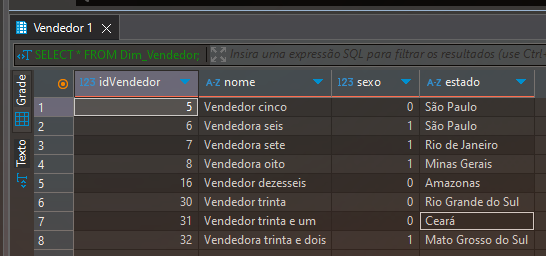 Vendedor 1
SELECT * FROM Dim_Vendedor; Insira uma expressão SQL para filtrar os resultados (use Ctrl+
Grade
Texto
123 idVendedor A-Z nome 123 sexo A-Z estado
1 5 Vendedor cinco 0 São Paulo
2 6 Vendedora seis 1 São Paulo
3 7 Vendedora sete 1 Rio de Janeiro
4 8 Vendedora oito 1 Minas Gerais
5 16 Vendedor dezesseis 0 Amazonas
6 30 Vendedor trinta 0 Rio Grande do Sul
7 31 Vendedor trinta e um 0 Ceará
8 32 Vendedora trinta e dois 1 Mato Grosso do Sul